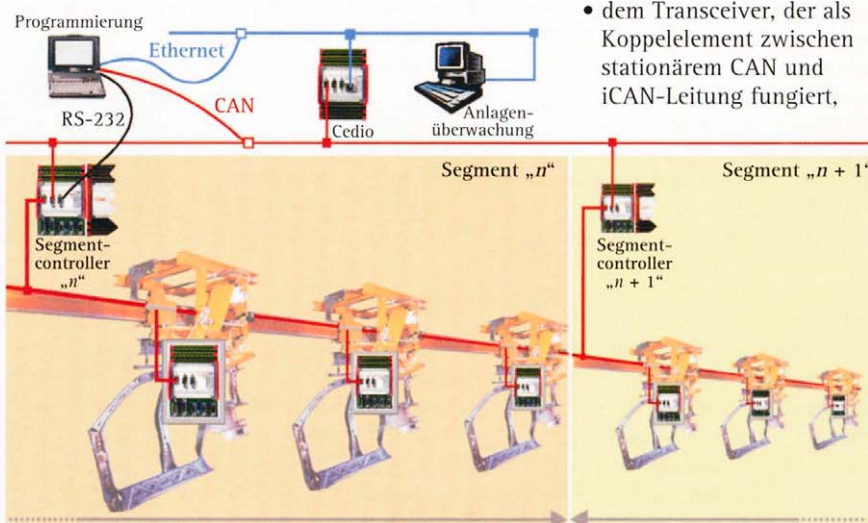 Programmierung
Ethernet
RS-232
CAN
Cedio
Anlagen-
überwachung
• dem Transceiver, der als
Koppelelement zwischen
stationärem CAN und
iCAN-Leitung fungiert,
Segment „n“
Segment „n + 1“
Segment-
controller
„n“
Segment-
controller
„n + 1“